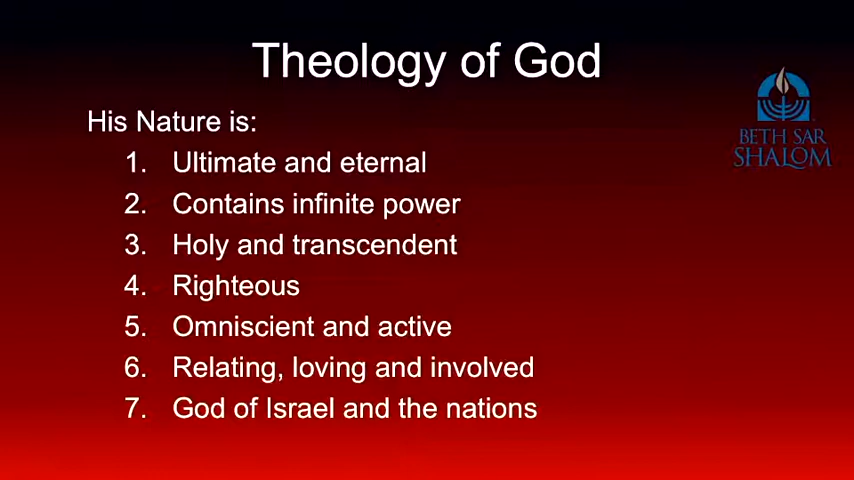 Theology of God
His Nature is:
1. Ultimate and eternal
2. Contains infinite power
3. Holy and transcendent
4. Righteous
5. Omniscient and active
6. Relating, loving and involved
7. God of Israel and the nations
BETH SAR
SHALOM